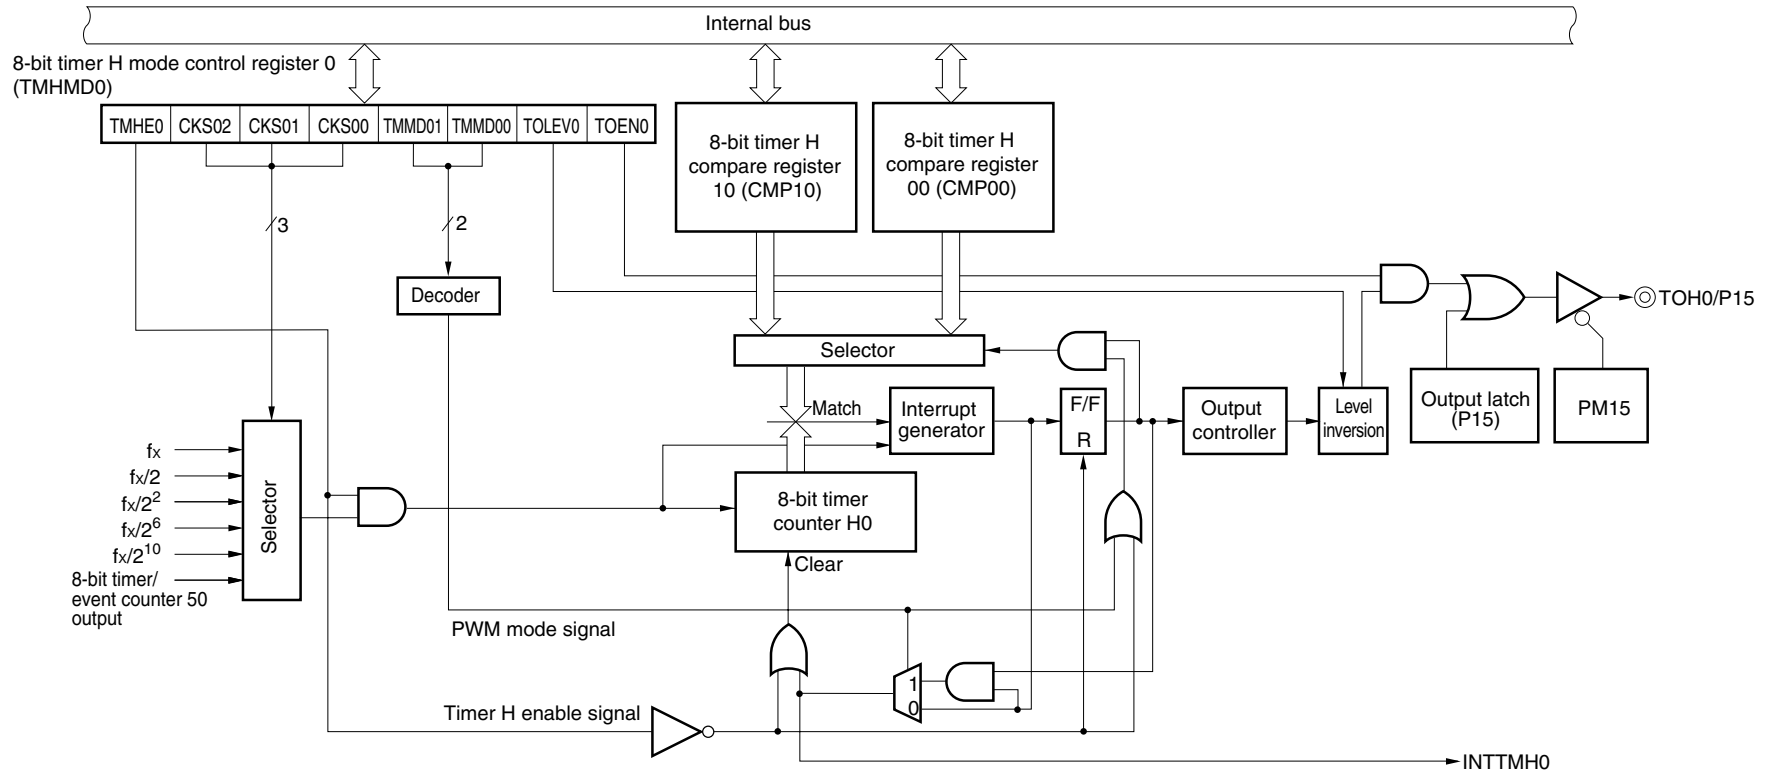 Internal bus
8-bit timer H mode control register 0
(TMHMD0)
TMHE0 CKS02 CKS01 CKS00 TMMD01 TMMD00 TOLEV0 TOEN0
8-bit timer H
compare register
10 (CMP10)
8-bit timer H
compare register
00 (CMP00)
3
2
Decoder
TOH0/P15
Selector
Match
Interrupt
generator
F/F
R
Output
controller
Level
inversion
Output latch
(P15)
PM15
fX
fX/2
fX/2²
fX/2⁶
fX/2¹⁰
8-bit timer/
event counter 50
output
Selector
8-bit timer
counter H0
Clear
PWM mode signal
1
0
Timer H enable signal
INTTMH0